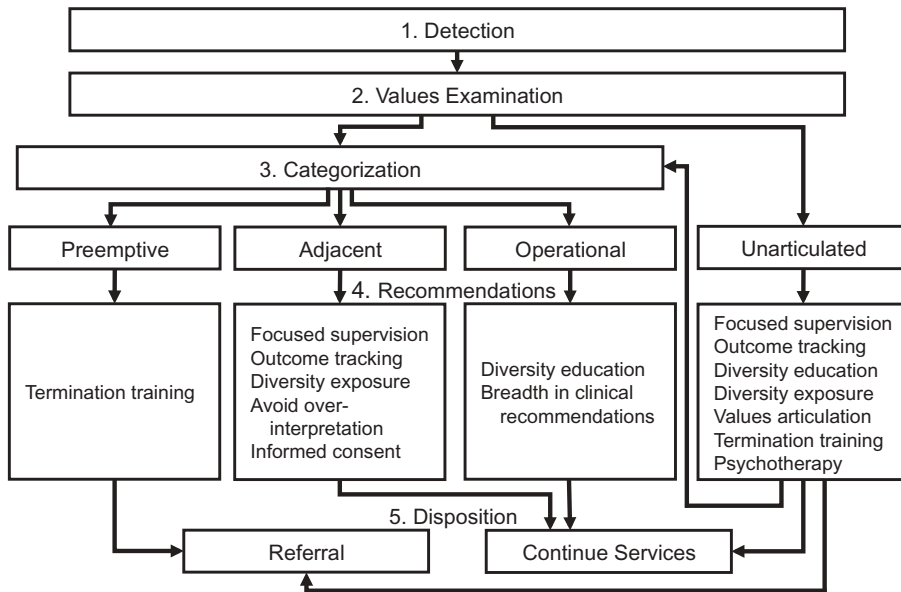 1. Detection
2. Values Examination
3. Categorization
Preemptive
Adjacent
Operational
Unarticulated
4. Recommendations
Termination training
Focused supervision
Outcome tracking
Diversity exposure
Avoid over-
interpretation
Informed consent
Diversity education
Breadth in clinical
recommendations
Focused supervision
Outcome tracking
Diversity education
Diversity exposure
Values articulation
Termination training
Psychotherapy
5. Disposition
Referral
Continue Services